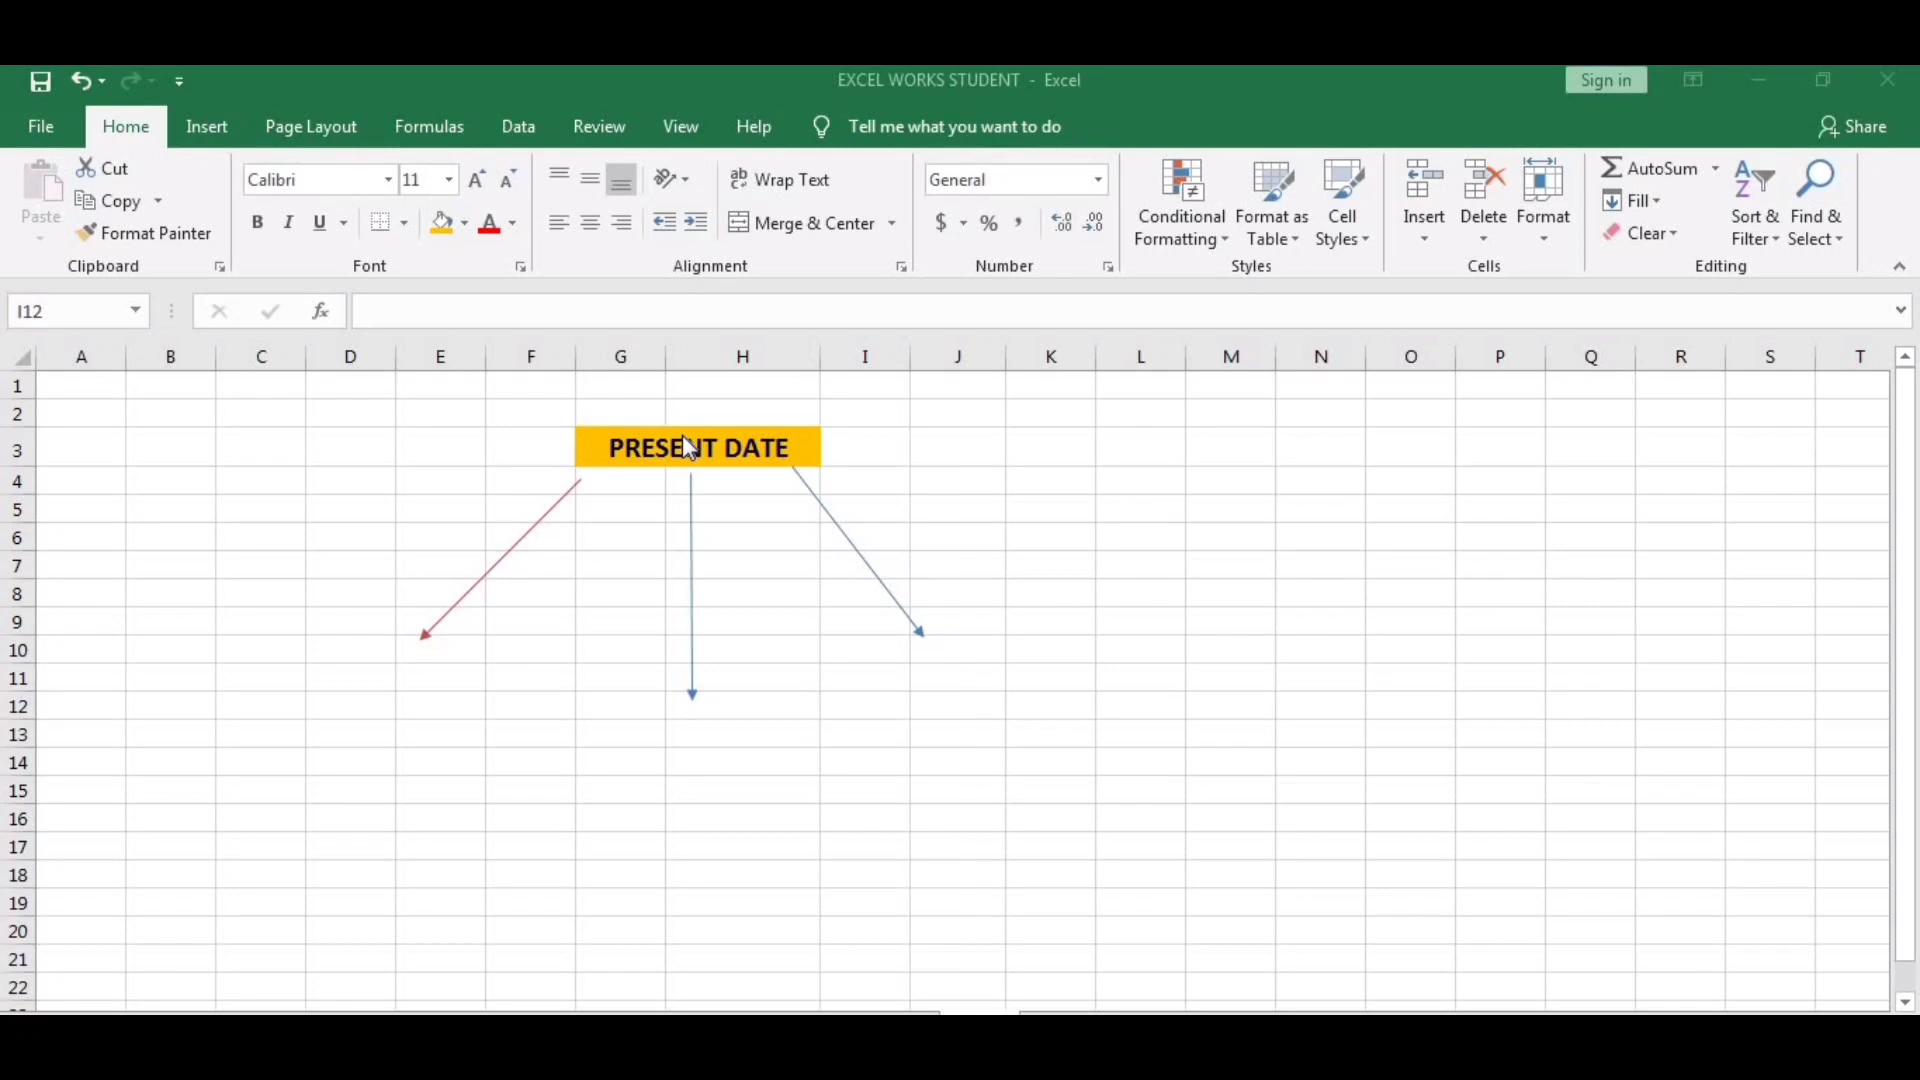 EXCEL WORKS STUDENT - Excel
Sign in
File Home Insert Page Layout Formulas Data Review View Help Tell me what you want to do Share
Paste
Cut
Copy
Format Painter
Clipboard
Calibri 11
B I U A
Font
Wrap Text
Merge & Center
Alignment
General
$ % ,
Number
Conditional Formatting
Format as Table
Cell Styles
Styles
Insert Delete Format
Cells
AutoSum
Fill
Clear
Sort & Filter
Find & Select
Editing
I12 fx
A B C D E F G H I J K L M N O P Q R S T
1
2
3 PRESENT DATE
4
5
6
7
8
9
10
11
12
13
14
15
16
17
18
19
20
21
22